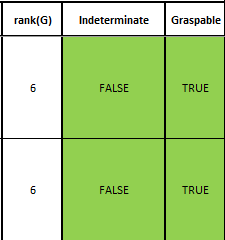 rank(G) Indeterminate Graspable
6 FALSE TRUE
6 FALSE TRUE